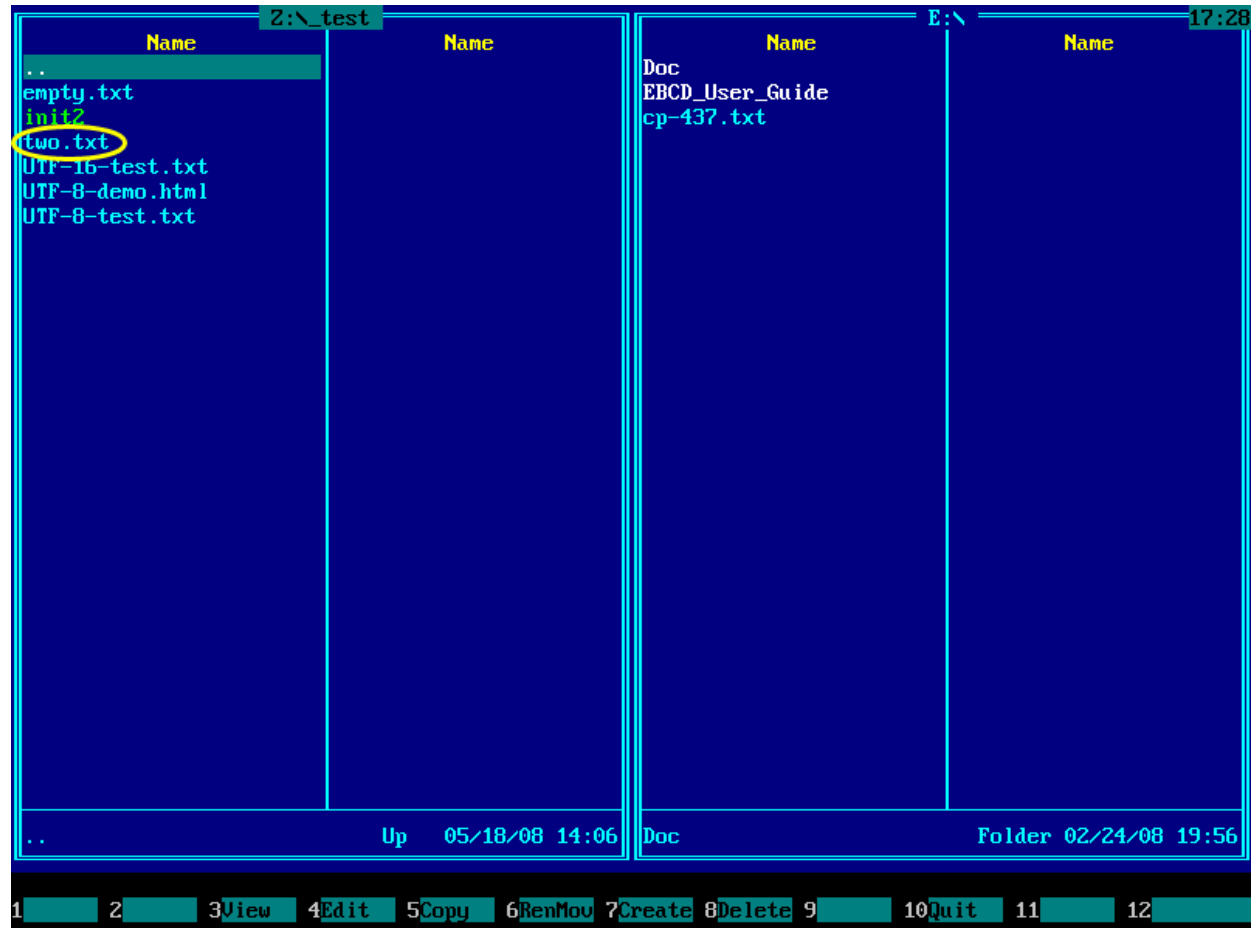 Z:\_test
Name Name
..
empty.txt
init2
two.txt
UTF-16-test.txt
UTF-8-demo.html
UTF-8-test.txt
.. Up 05/18/08 14:06
E:\ 17:28
Name Name
Doc
EBCD_User_Guide
cp-437.txt
Doc Folder 02/24/08 19:56
1 2 3View 4Edit 5Copy 6RenMov 7Create 8Delete 9 10Quit 11 12